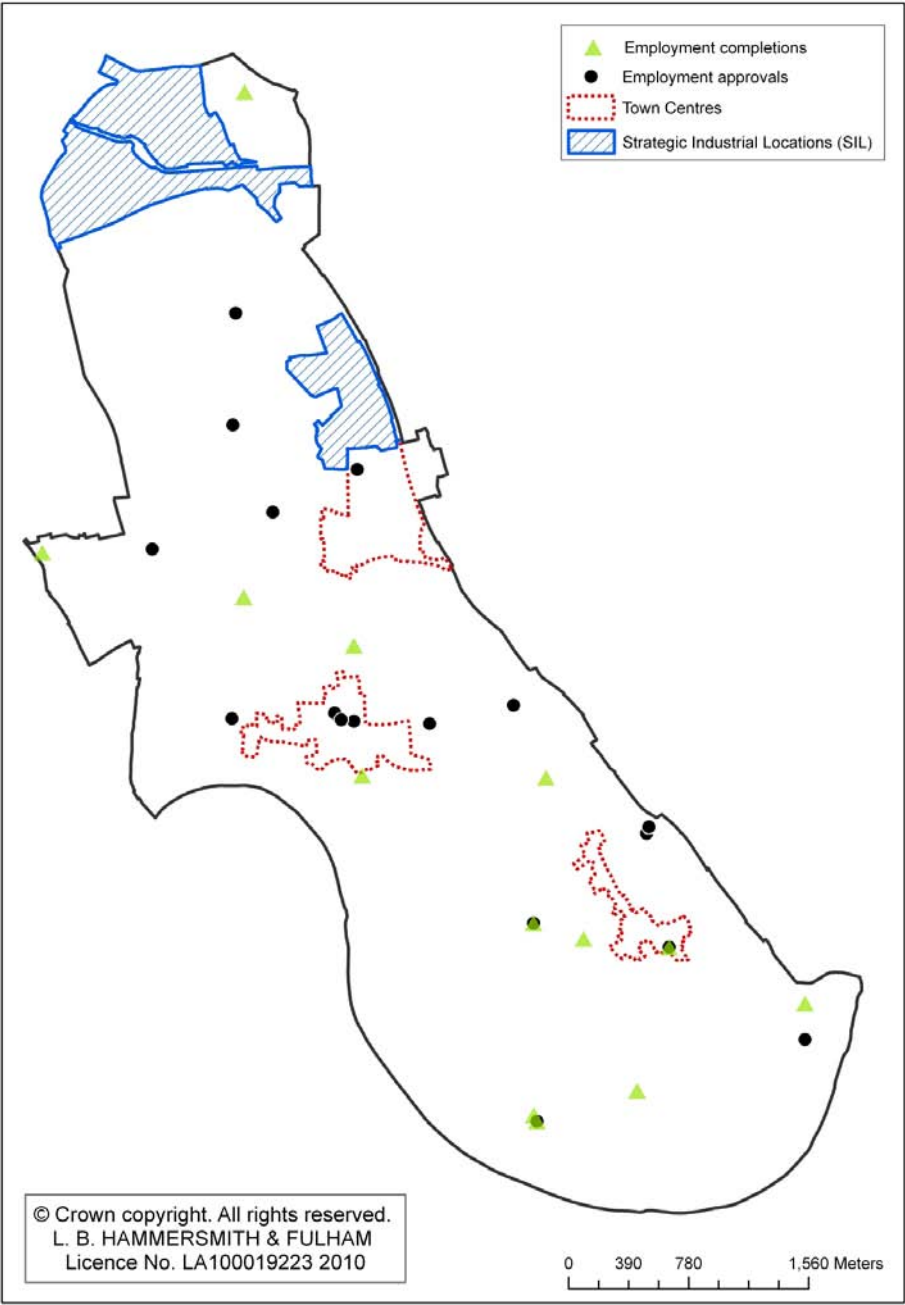 Employment completions
Employment approvals
Town Centres
Strategic Industrial Locations (SIL)
© Crown copyright. All rights reserved.
L. B. HAMMERSMITH & FULHAM
Licence No. LA100019223 2010
0 390 780 1,560 Meters